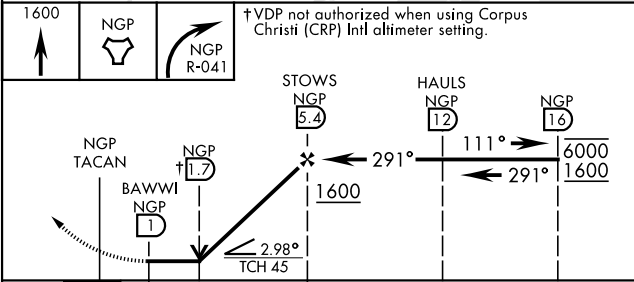 1600
NGP
NGP
R-041
†VDP not authorized when using Corpus
Christi (CRP) Intl altimeter setting.
STOWS
NGP
5.4
HAULS
NGP
12
NGP
16
NGP
TACAN
BAWWI
NGP
1
NGP
†1.7
111°
6000
291°
291°
1600
1600
2.98°
TCH 45